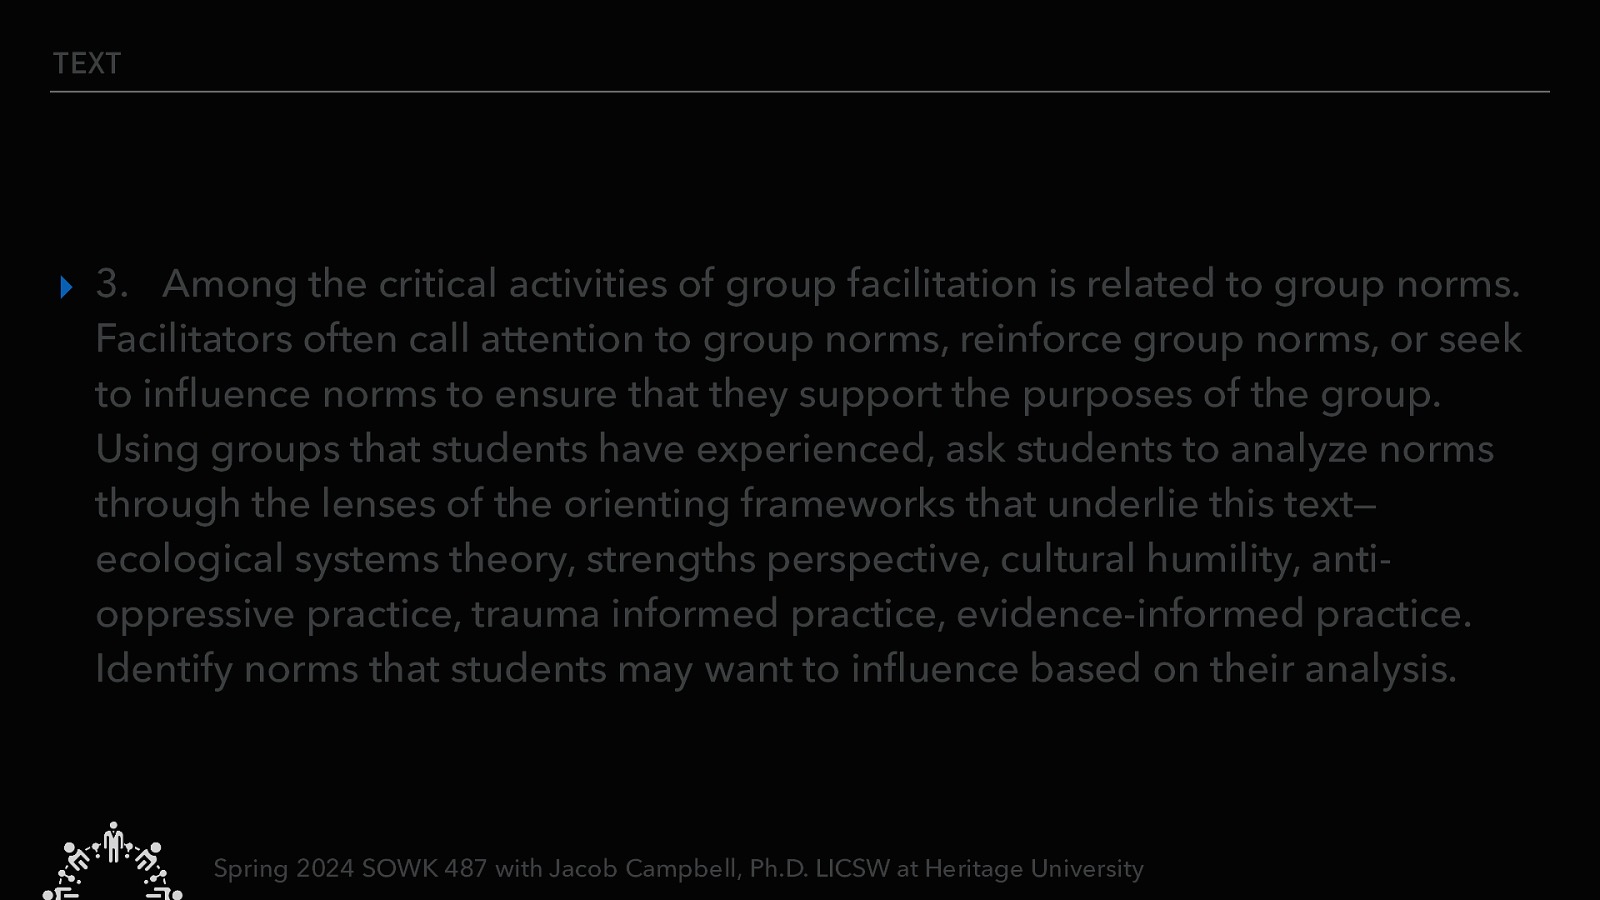 TEXT
3. Among the critical activities of group facilitation is related to group norms.
Facilitators often call attention to group norms, reinforce group norms, or seek
to influence norms to ensure that they support the purposes of the group.
Using groups that students have experienced, ask students to analyze norms
through the lenses of the orienting frameworks that underlie this text—
ecological systems theory, strengths perspective, cultural humility, anti-
oppressive practice, trauma informed practice, evidence-informed practice.
Identify norms that students may want to influence based on their analysis.
Spring 2024 SOWK 487 with Jacob Campbell, Ph.D. LICSW at Heritage University